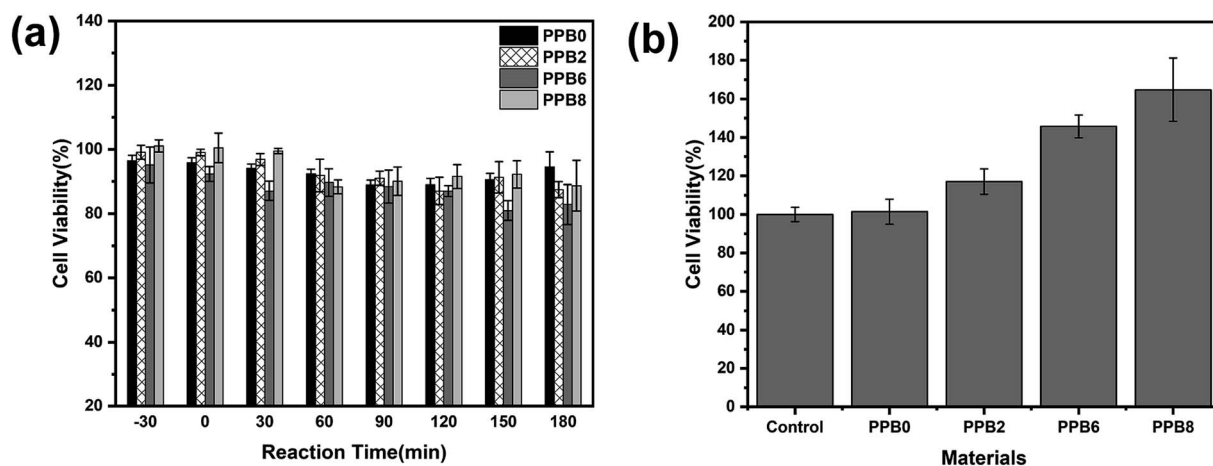 (a)
140
120
100
80
60
40
20
Cell Viability(%)
PPB0
PPB2
PPB6
PPB8
-30 0 30 60 90 120 150 180
Reaction Time(min)
(b)
200
180
160
140
120
100
80
60
40
20
0
Cell Viability(%)
Control PPB0 PPB2 PPB6 PPB8
Materials